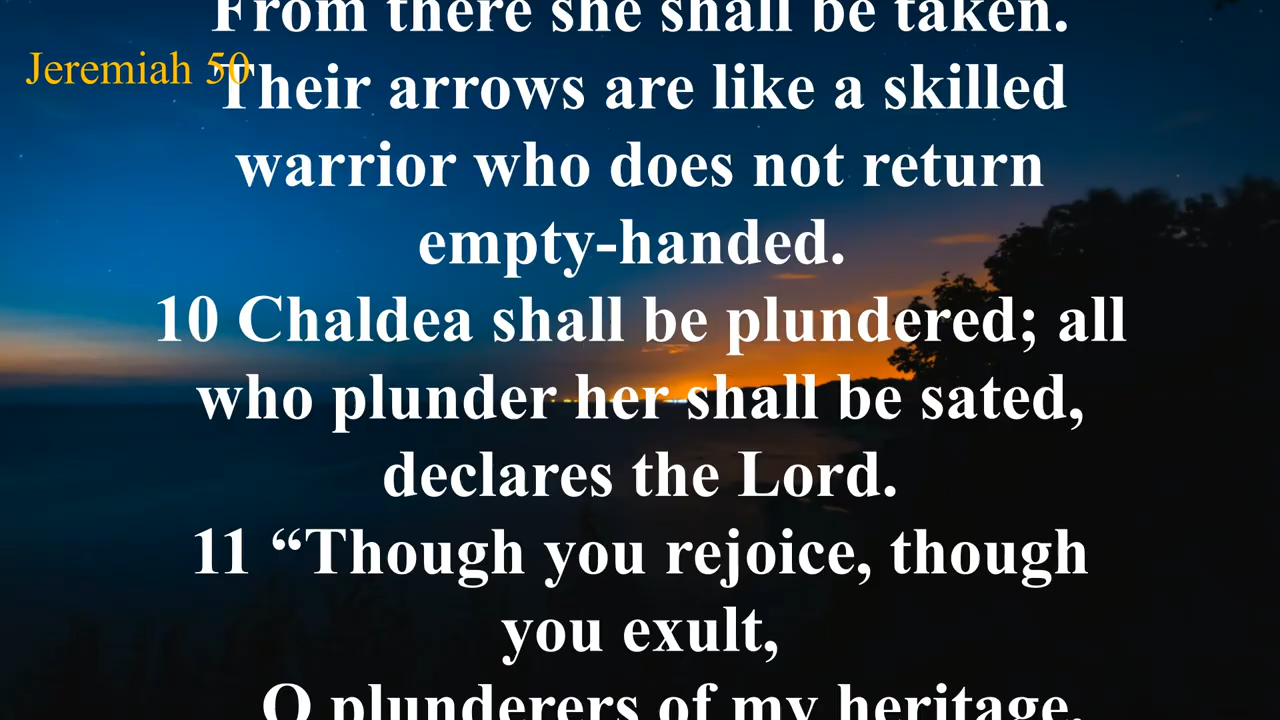 From there she shall be taken.
Jeremiah 50
Their arrows are like a skilled
warrior who does not return
empty-handed.
10 Chaldea shall be plundered; all
who plunder her shall be sated,
declares the Lord.
11 “Though you rejoice, though
you exult,
O plunderers of my heritage,